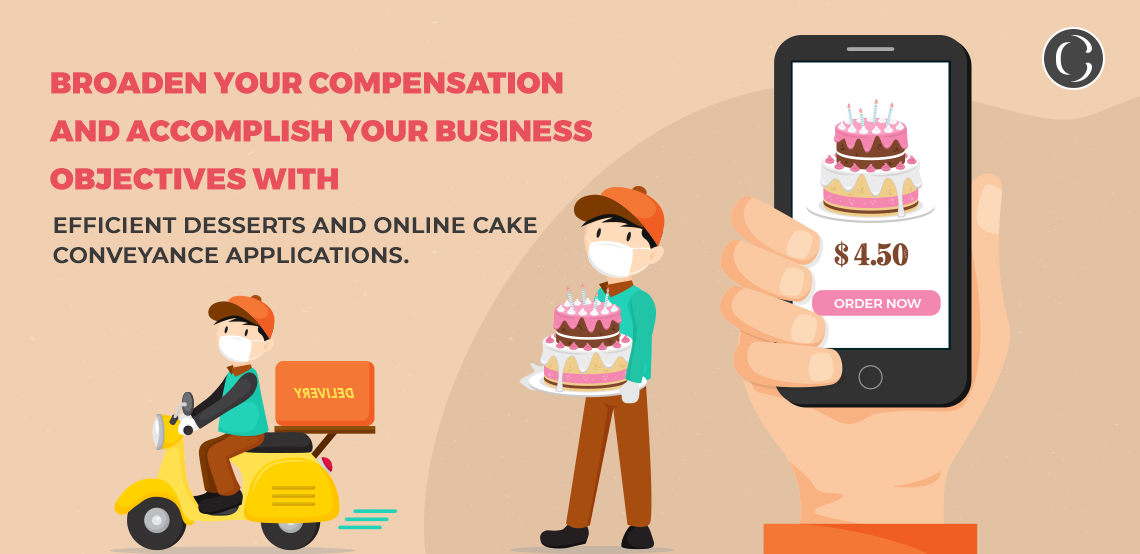 BROADEN YOUR COMPENSATION
AND ACCOMPLISH YOUR BUSINESS
OBJECTIVES WITH
EFFICIENT DESSERTS AND ONLINE CAKE
CONVEYANCE APPLICATIONS.
$ 4.50
ORDER NOW
DELIVERY
C